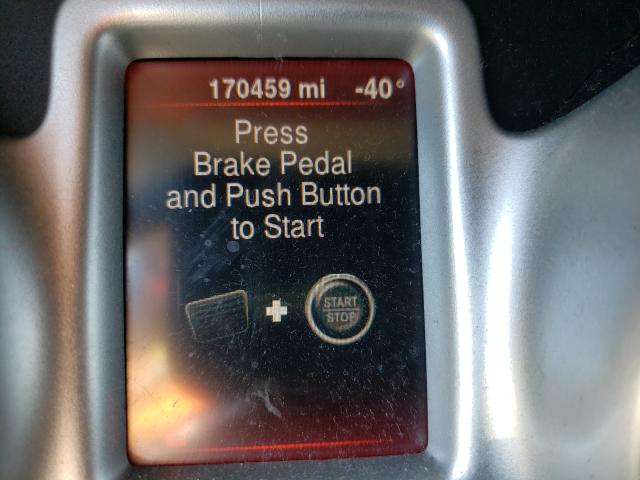 170459 mi -40°
Press
Brake Pedal
and Push Button
to Start
START
STOP